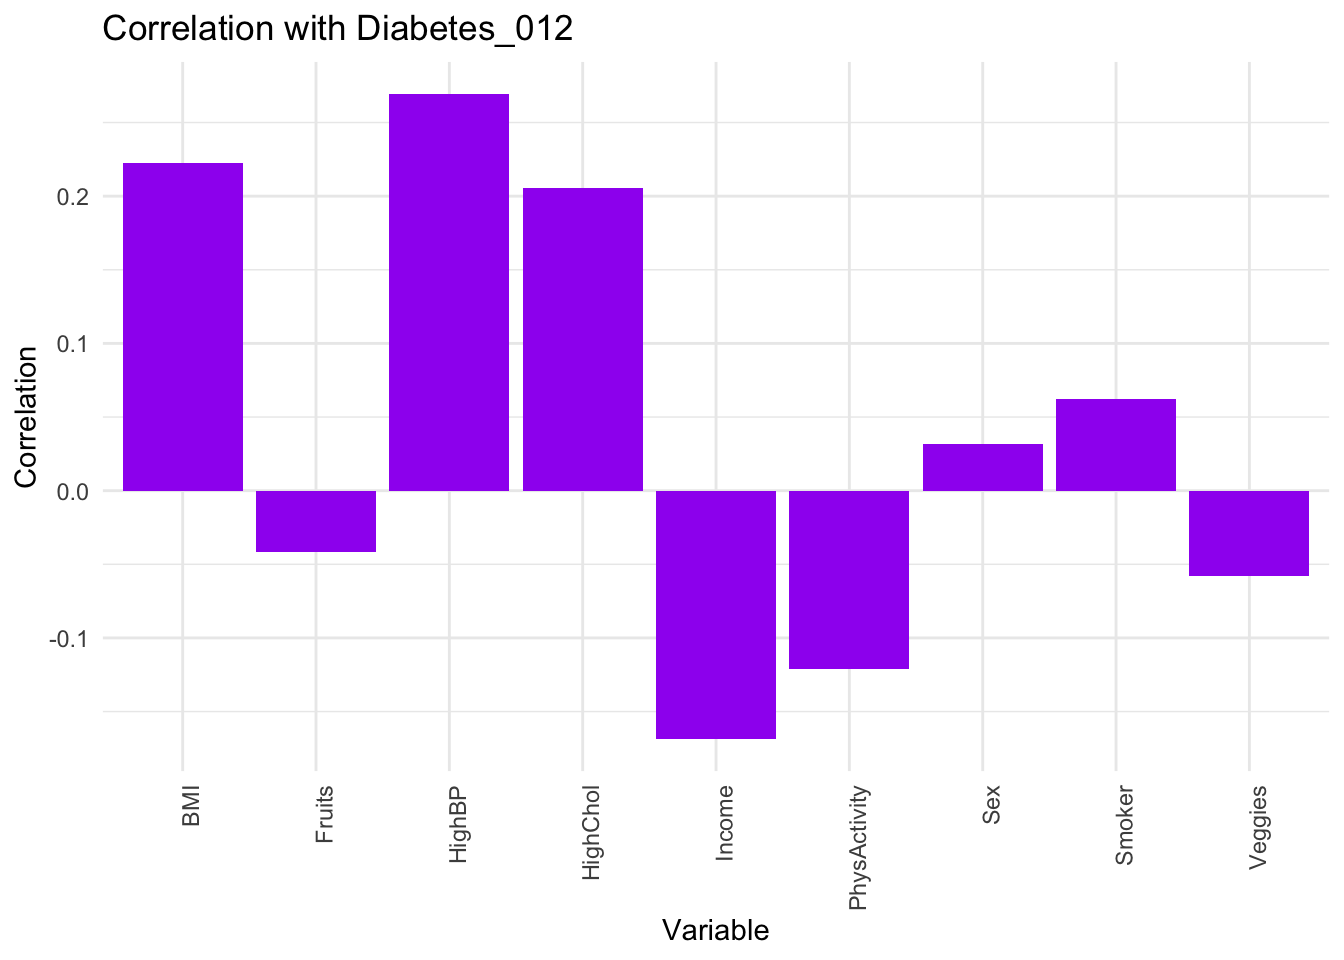 Correlation with Diabetes_012
Correlation
0.2
0.1
0.0
-0.1
BMI
Fruits
HighBP
HighChol
Income
PhysActivity
Sex
Smoker
Veggies
Variable